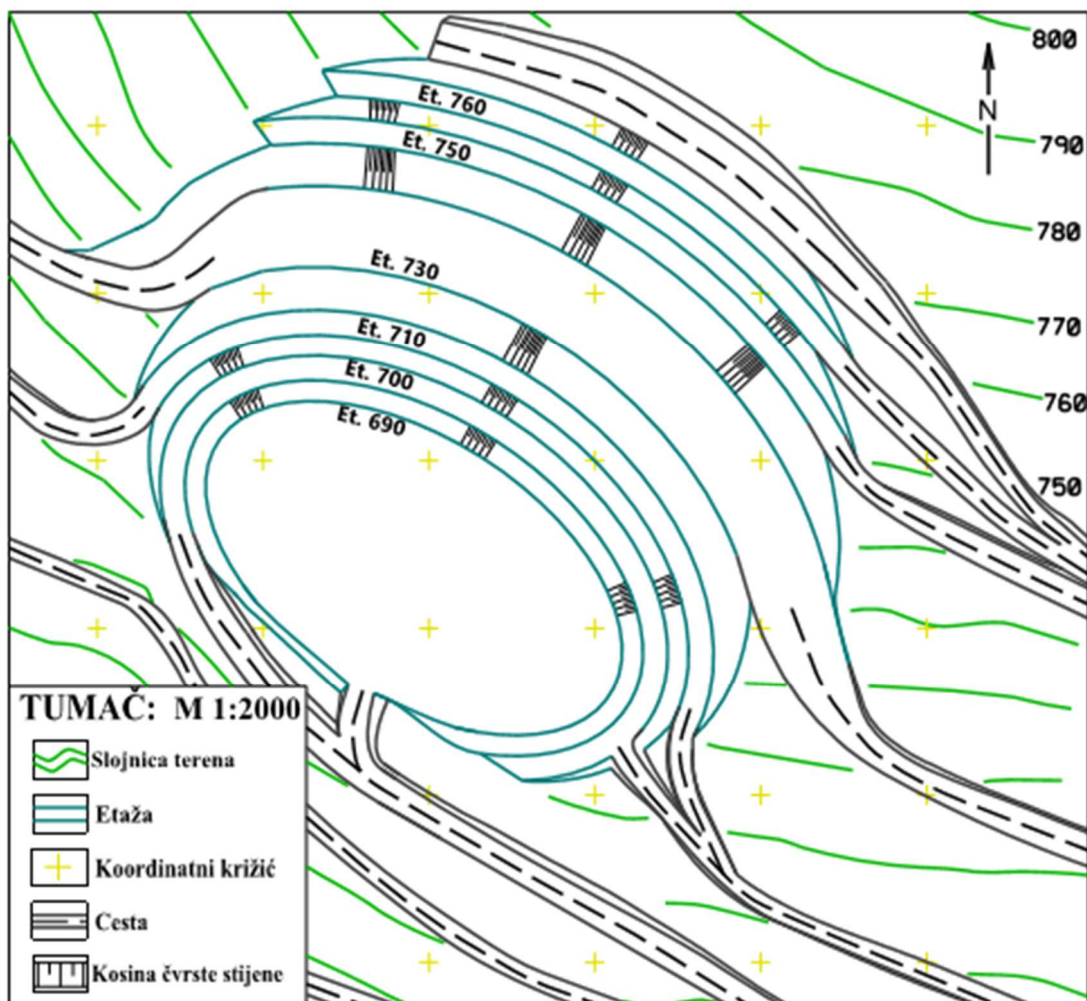 800
Et. 760
N
Et. 750
790
780
Et. 730
770
Et. 710
Et. 700
760
Et. 690
750
TUMAČ: M 1:2000
Slojnica terena
Etaža
Koordinatni križić
Cesta
Kosina čvrste stijene